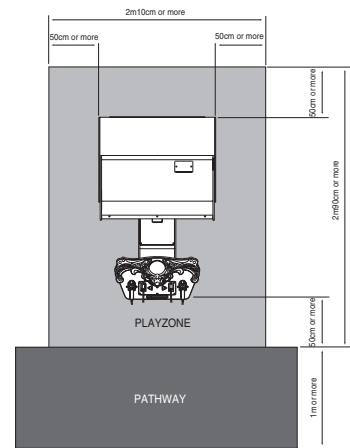 2m10cm or more
50cm or more
50cm or more
50cm or more
2m90cm or more
50cm or more
PLAYZONE
PATHWAY
1m or more